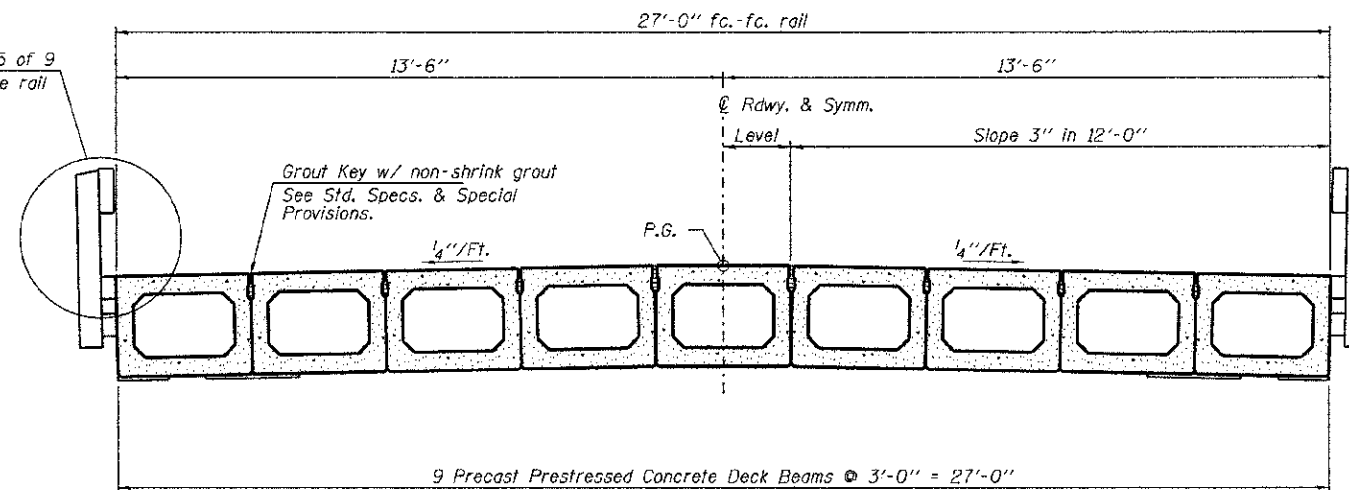 27'-0" fc.-fc. rail
of 9
rail
13'-6"
13'-6"
℄ Rdwy. & Symm.
Level
Slope 3" in 12'-0"
Grout Key w/ non-shrink grout
See Std. Specs. & Special
Provisions.
P.G.
1/4"/Ft.
1/4"/Ft.
9 Precast Prestressed Concrete Deck Beams @ 3'-0" = 27'-0"